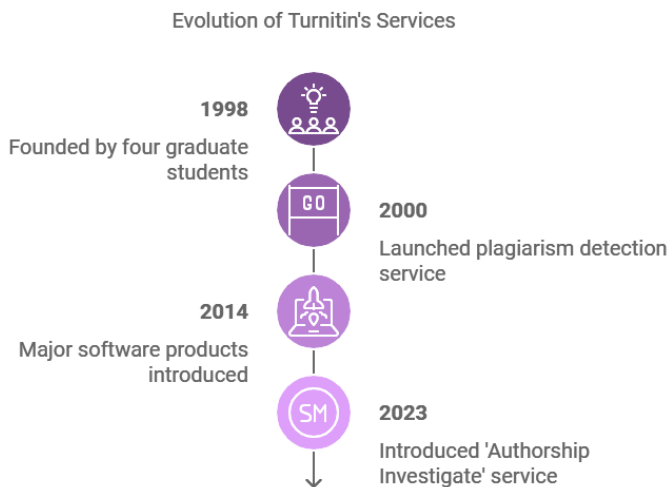 Evolution of Turnitin's Services
1998
Founded by four graduate
students
GO
2000
Launched plagiarism detection
service
2014
Major software products
introduced
SM
2023
Introduced 'Authorship
Investigate' service